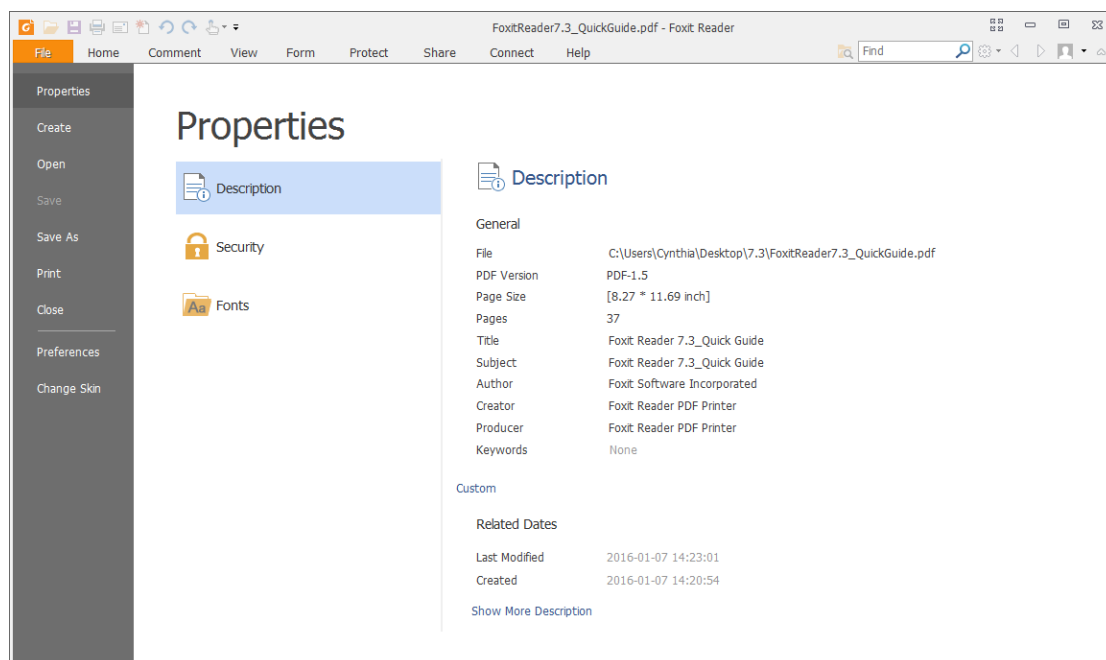 FoxitReader7.3_QuickGuide.pdf - Foxit Reader
File Home Comment View Form Protect Share Connect Help Find
Properties
Create
Open
Save
Save As
Print
Close
Preferences
Change Skin
Properties
Description
Security
Aa Fonts
Description
General
File C:\Users\Cynthia\Desktop\7.3\FoxitReader7.3_QuickGuide.pdf
PDF Version PDF-1.5
Page Size [8.27 * 11.69 inch]
Pages 37
Title Foxit Reader 7.3_Quick Guide
Subject Foxit Reader 7.3_Quick Guide
Author Foxit Software Incorporated
Creator Foxit Reader PDF Printer
Producer Foxit Reader PDF Printer
Keywords None
Custom
Related Dates
Last Modified 2016-01-07 14:23:01
Created 2016-01-07 14:20:54
Show More Description